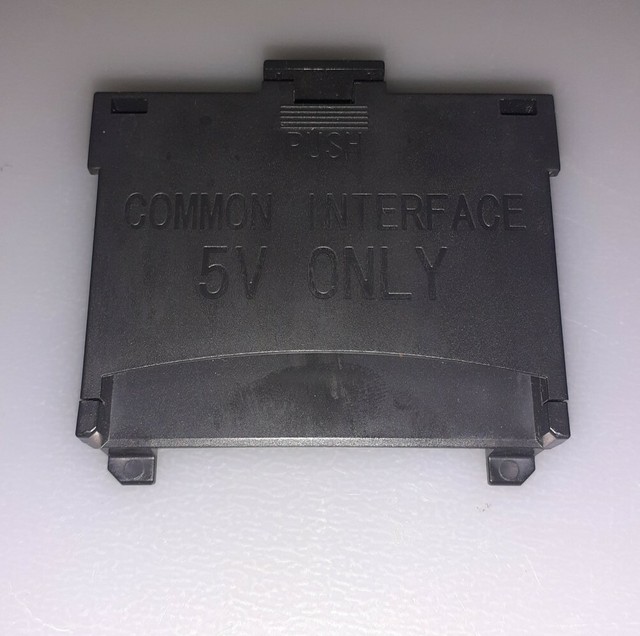 PUSH
COMMON INTERFACE
5V ONLY